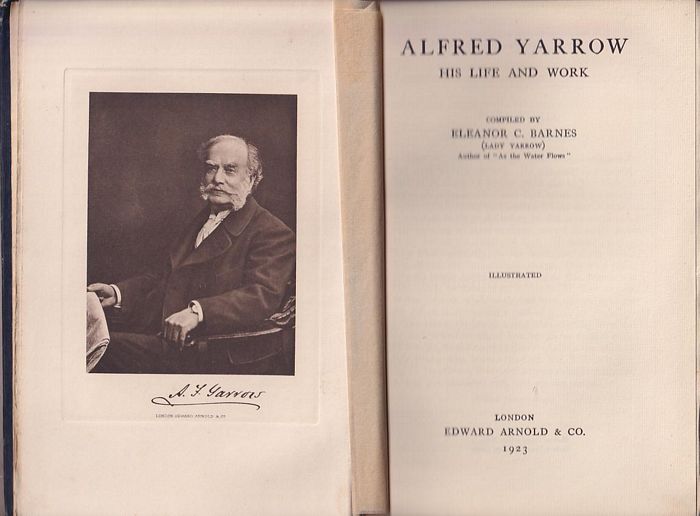 A. F. Yarrow
LONDON EDWARD ARNOLD & Co.
ALFRED YARROW
HIS LIFE AND WORK
COMPILED BY
ELEANOR C. BARNES
(LADY YARROW)
Author of "As the Water Flows"
ILLUSTRATED
LONDON
EDWARD ARNOLD & CO.
1923